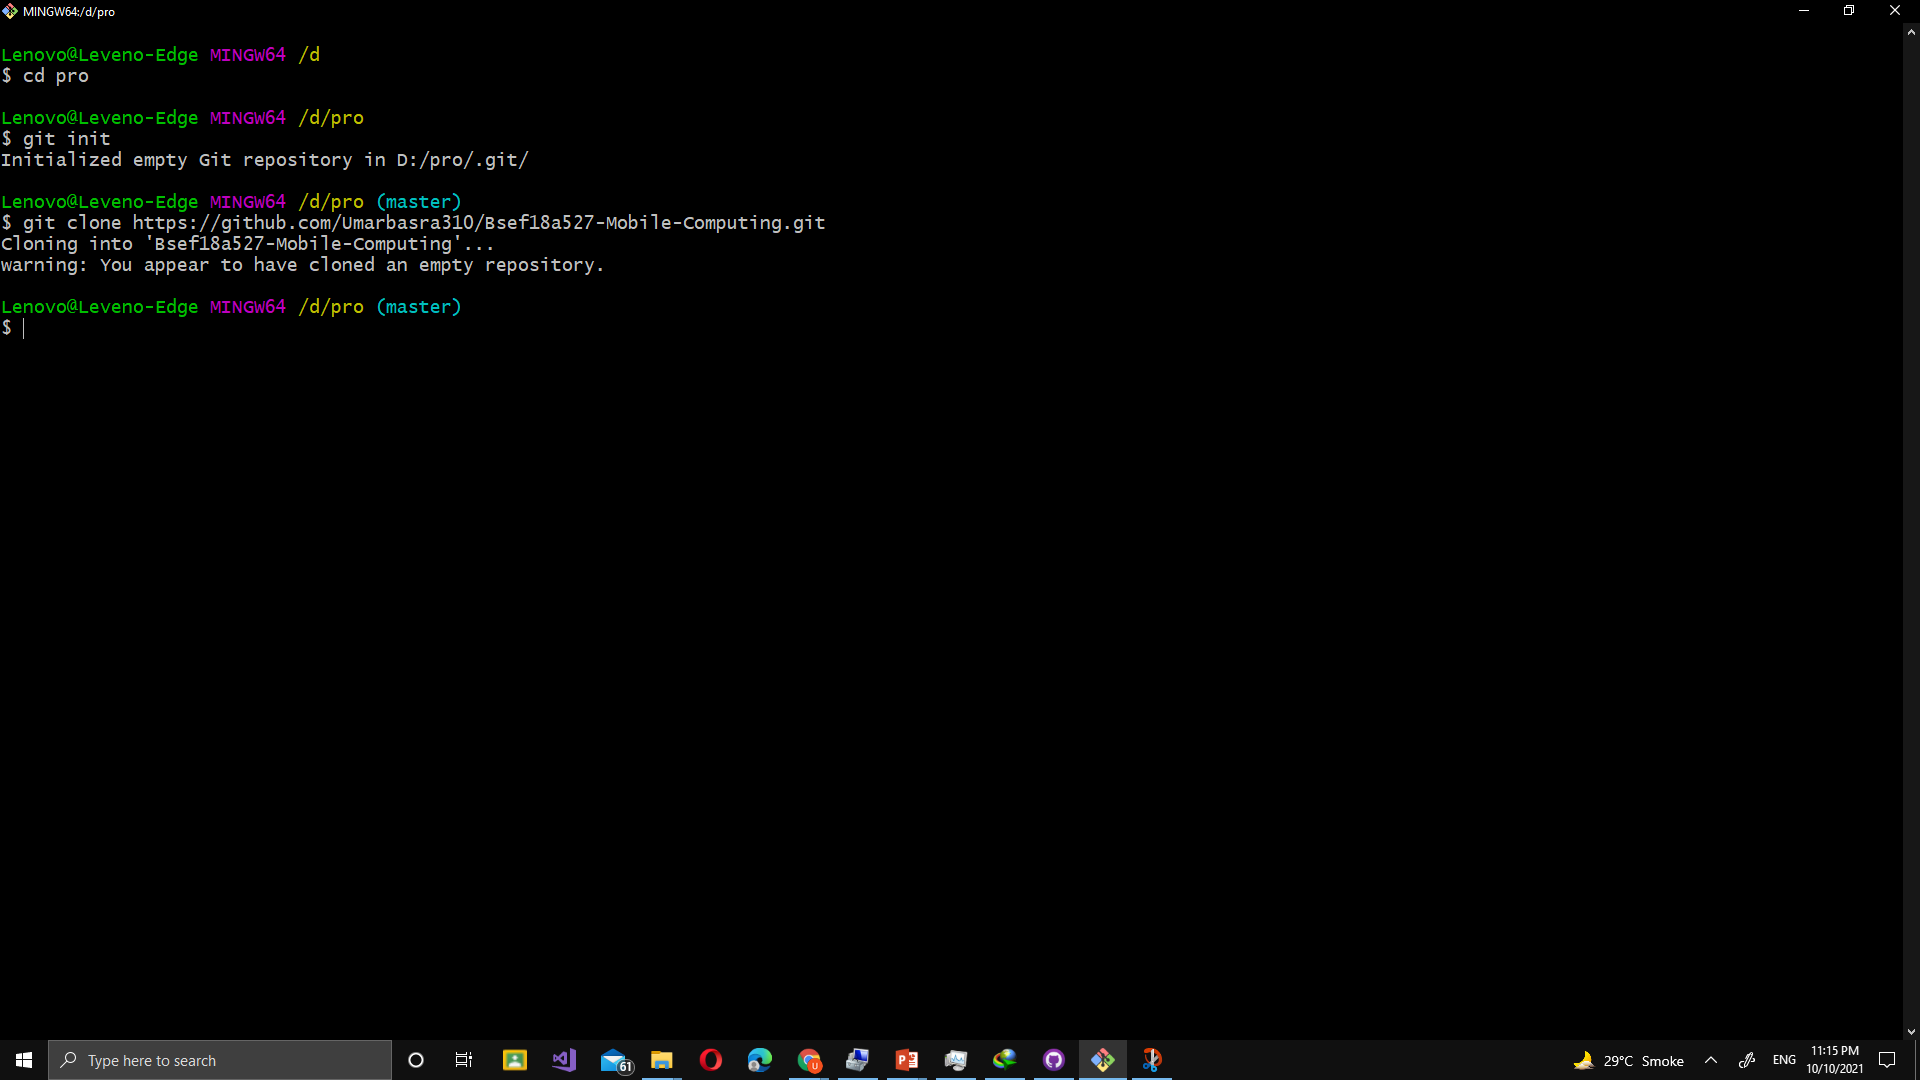 MINGW64:/d/pro
Lenovo@Leveno-Edge MINGW64 /d
$ cd pro
Lenovo@Leveno-Edge MINGW64 /d/pro
$ git init
Initialized empty Git repository in D:/pro/.git/
Lenovo@Leveno-Edge MINGW64 /d/pro (master)
$ git clone https://github.com/Umarbasra310/Bsef18a527-Mobile-Computing.git
Cloning into 'Bsef18a527-Mobile-Computing'...
warning: You appear to have cloned an empty repository.
Lenovo@Leveno-Edge MINGW64 /d/pro (master)
$
Type here to search
61
U
29°C Smoke
ENG
11:15 PM
10/10/2021